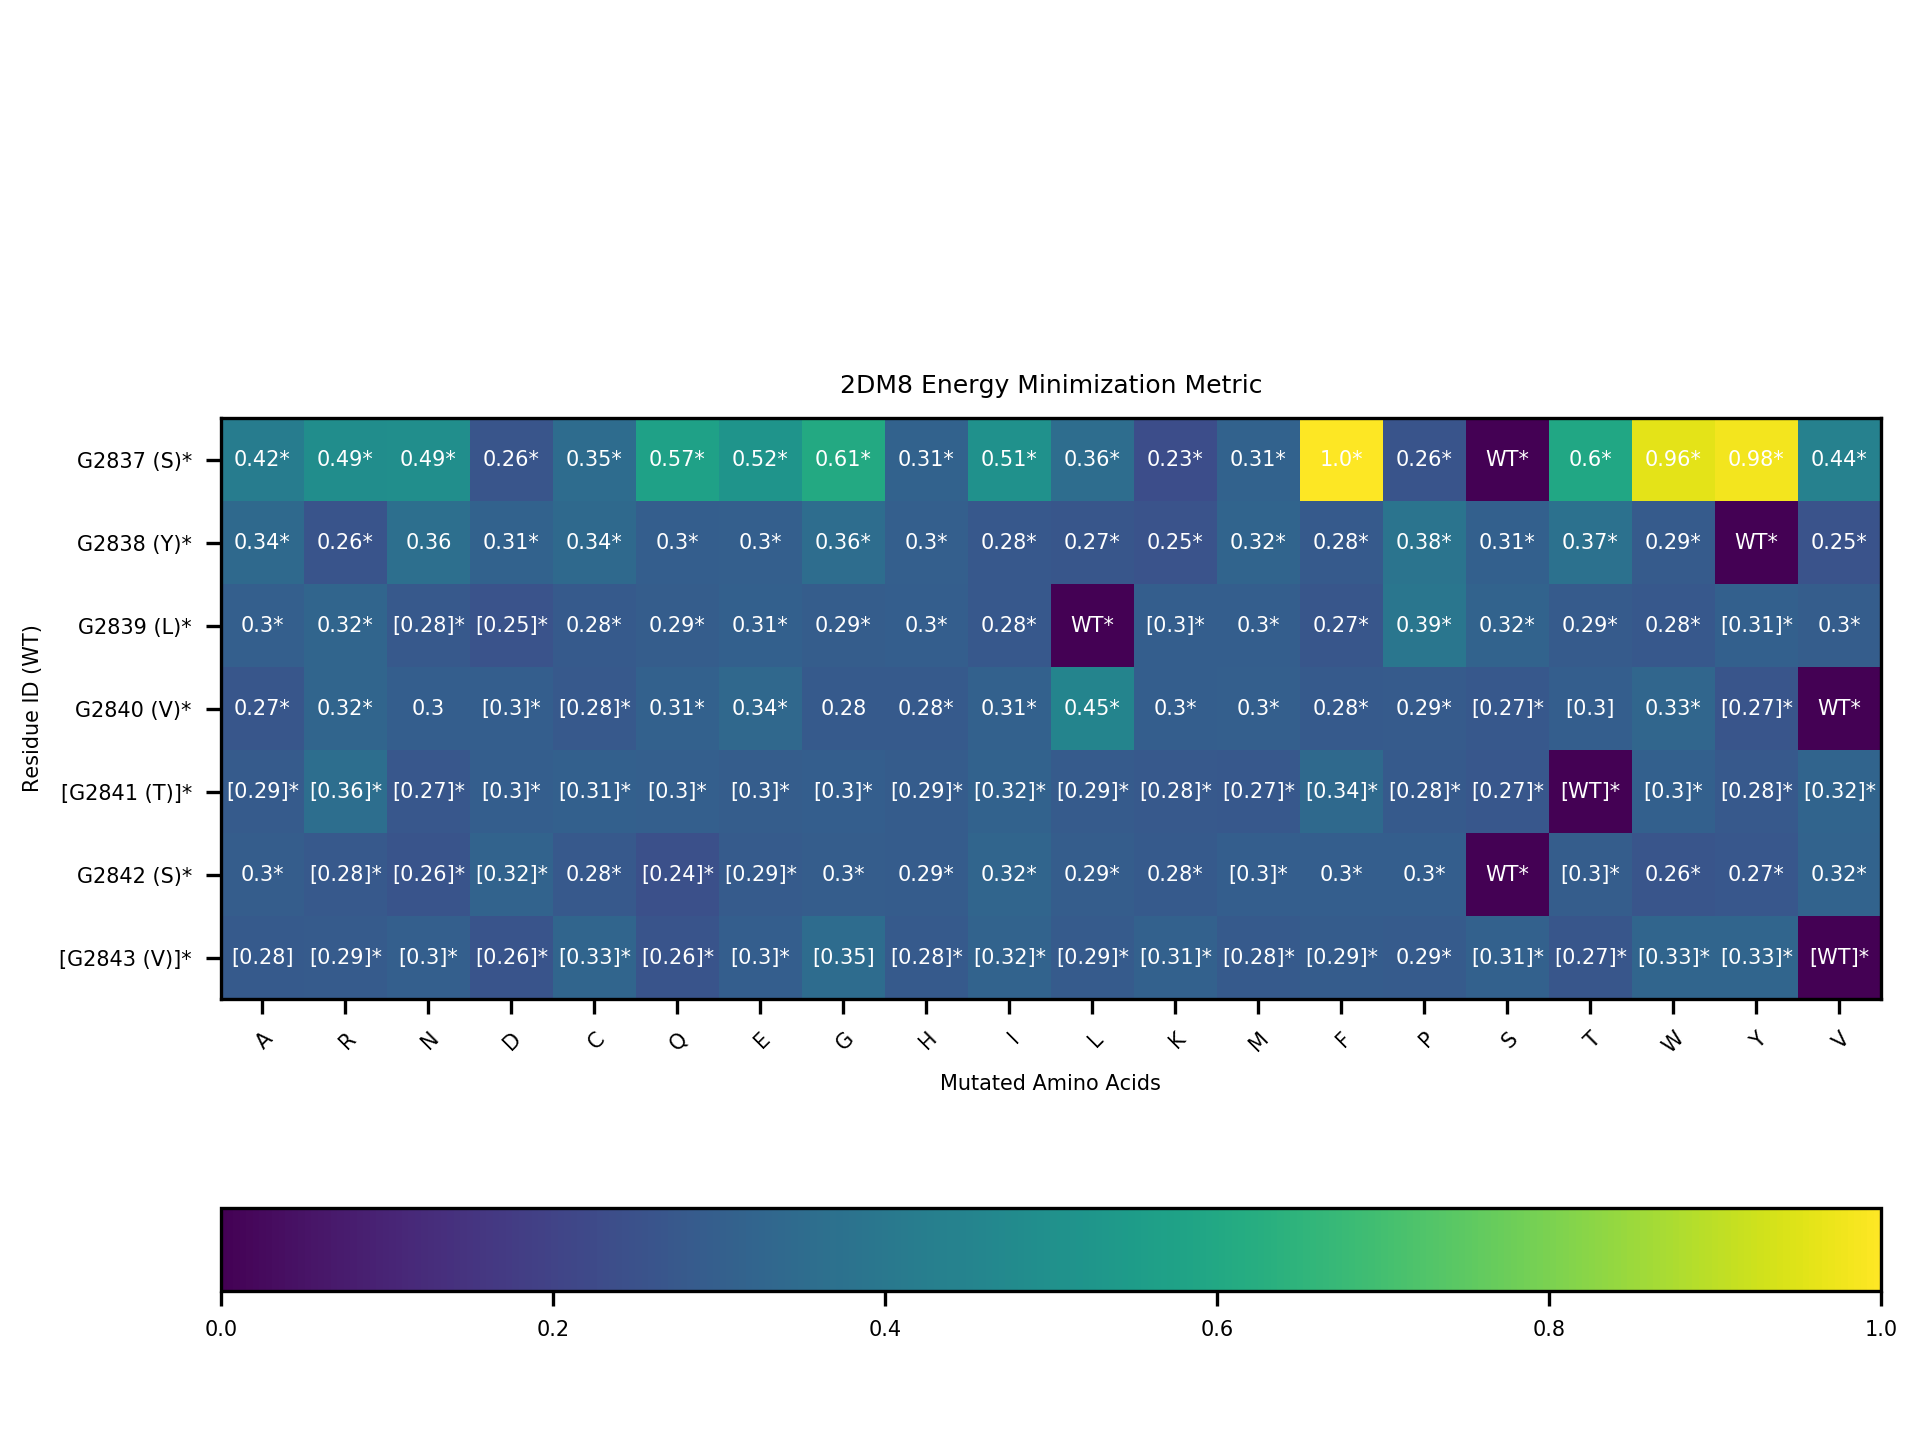 2DM8 Energy Minimization Metric
Residue ID (WT)
G2837 (S)* 0.42* 0.49* 0.49* 0.26* 0.35* 0.57* 0.52* 0.61* 0.31* 0.51* 0.36* 0.23* 0.31* 1.0* 0.26* WT* 0.6* 0.96* 0.98* 0.44*
G2838 (Y)* 0.34* 0.26* 0.36 0.31* 0.34* 0.3* 0.3* 0.36* 0.3* 0.28* 0.27* 0.25* 0.32* 0.28* 0.38* 0.31* 0.37* 0.29* WT* 0.25*
G2839 (L)* 0.3* 0.32* [0.28]* [0.25]* 0.28* 0.29* 0.31* 0.29* 0.3* 0.28* WT* [0.3]* 0.3* 0.27* 0.39* 0.32* 0.29* 0.28* [0.31]* 0.3*
G2840 (V)* 0.27* 0.32* 0.3 [0.3]* [0.28]* 0.31* 0.34* 0.28 0.28* 0.31* 0.45* 0.3* 0.3* 0.28* 0.29* [0.27]* [0.3] 0.33* [0.27]* WT*
[G2841 (T)]* [0.29]* [0.36]* [0.27]* [0.3]* [0.31]* [0.3]* [0.3]* [0.3]* [0.29]* [0.32]* [0.29]* [0.28]* [0.27]* [0.34]* [0.28]* [0.27]* [WT]* [0.3]* [0.28]* [0.32]*
G2842 (S)* 0.3* [0.28]* [0.26]* [0.32]* 0.28* [0.24]* [0.29]* 0.3* 0.29* 0.32* 0.29* 0.28* [0.3]* 0.3* 0.3* WT* [0.3]* 0.26* 0.27* 0.32*
[G2843 (V)]* [0.28] [0.29]* [0.3]* [0.26]* [0.33]* [0.26]* [0.3]* [0.35] [0.28]* [0.32]* [0.29]* [0.31]* [0.28]* [0.29]* 0.29* [0.31]* [0.27]* [0.33]* [0.33]* [WT]*
A R N D C Q E G H I L K M F P S T W Y V
Mutated Amino Acids
0.0 0.2 0.4 0.6 0.8 1.0